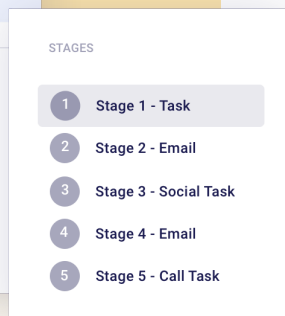 STAGES
1 Stage 1 - Task
2 Stage 2 - Email
3 Stage 3 - Social Task
4 Stage 4 - Email
5 Stage 5 - Call Task